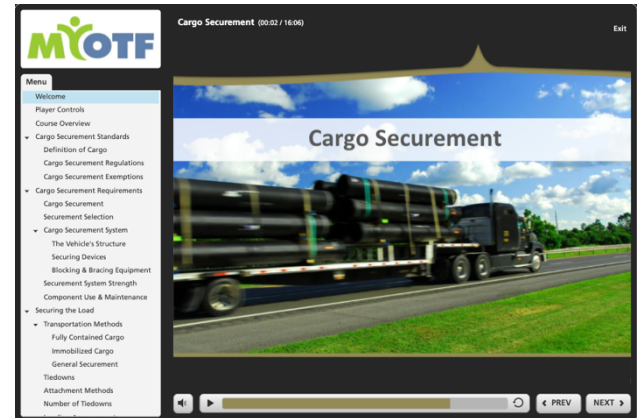 MYOTF
Cargo Securement (00:02 / 16:06)
Exit
Menu
Welcome
Player Controls
Course Overview
Cargo Securement Standards
Definition of Cargo
Cargo Securement Regulations
Cargo Securement Exemptions
Cargo Securement Requirements
Cargo Securement
Securement Selection
Cargo Securement System
The Vehicle's Structure
Securing Devices
Blocking & Bracing Equipment
Securement System Strength
Component Use & Maintenance
Securing the Load
Transportation Methods
Fully Contained Cargo
Immobilized Cargo
General Securement
Tiedowns
Attachment Methods
Number of Tiedowns
Cargo Securement
PREV
NEXT